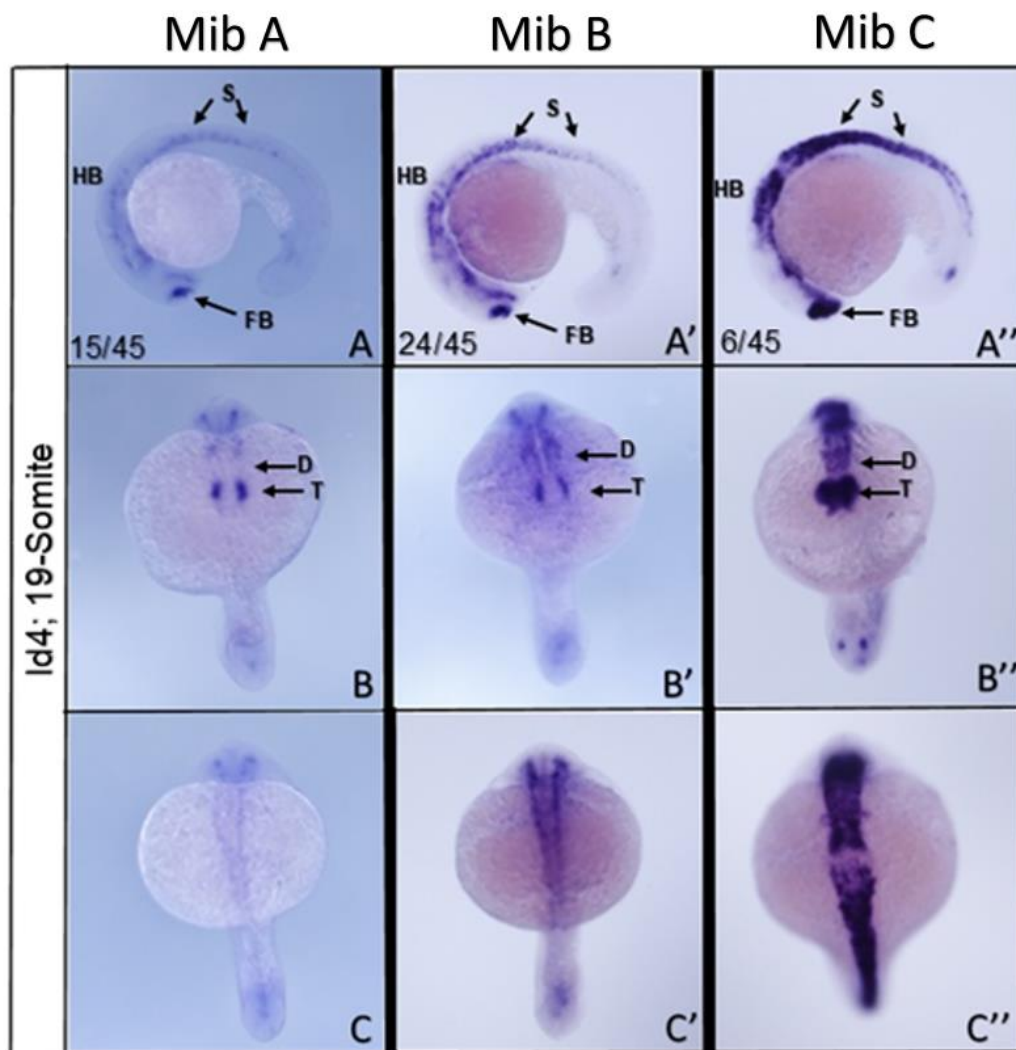 Mib A Mib B Mib C
Id4; 19-Somite
S
HB
FB
15/45
A
S
HB
FB
24/45
A'
S
HB
FB
6/45
A''
D
T
B
D
T
B'
D
T
B''
C
C'
C''